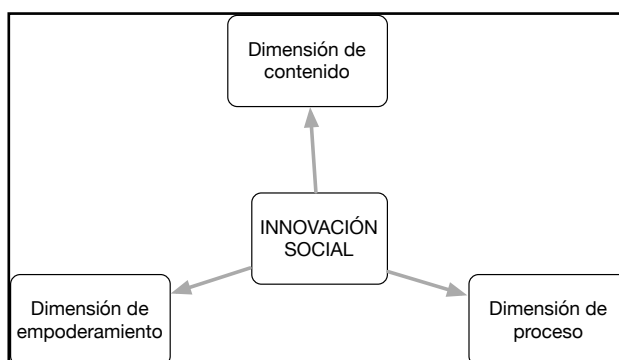 Dimensión de
contenido
INNOVACIÓN
SOCIAL
Dimensión de
empoderamiento
Dimensión de
proceso